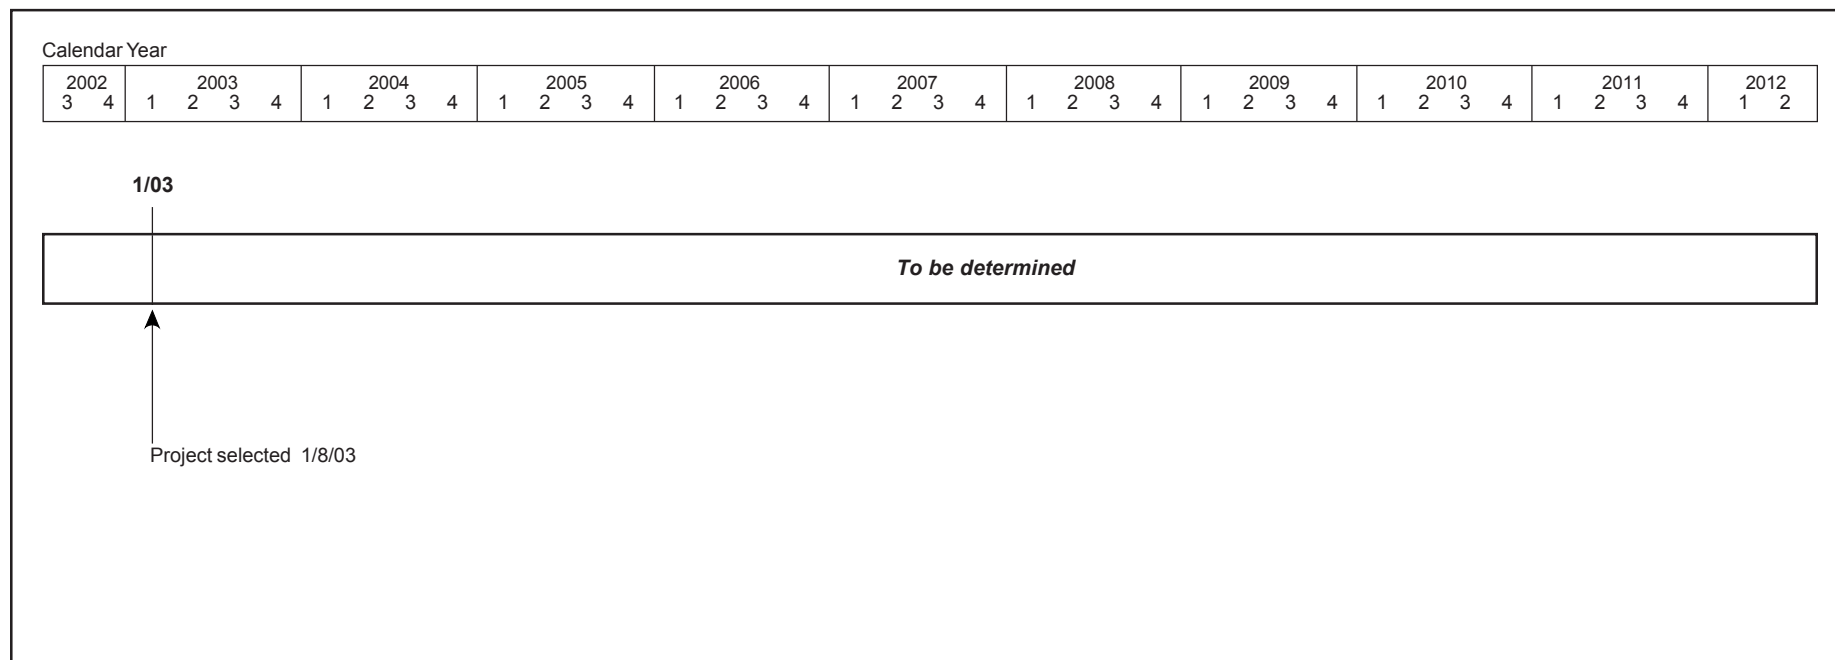 Calendar Year
2002 2003 2004 2005 2006 2007 2008 2009 2010 2011 2012
3 4 1 2 3 4 1 2 3 4 1 2 3 4 1 2 3 4 1 2 3 4 1 2 3 4 1 2 3 4 1 2 3 4 1 2 3 4 1 2
1/03
To be determined
Project selected 1/8/03